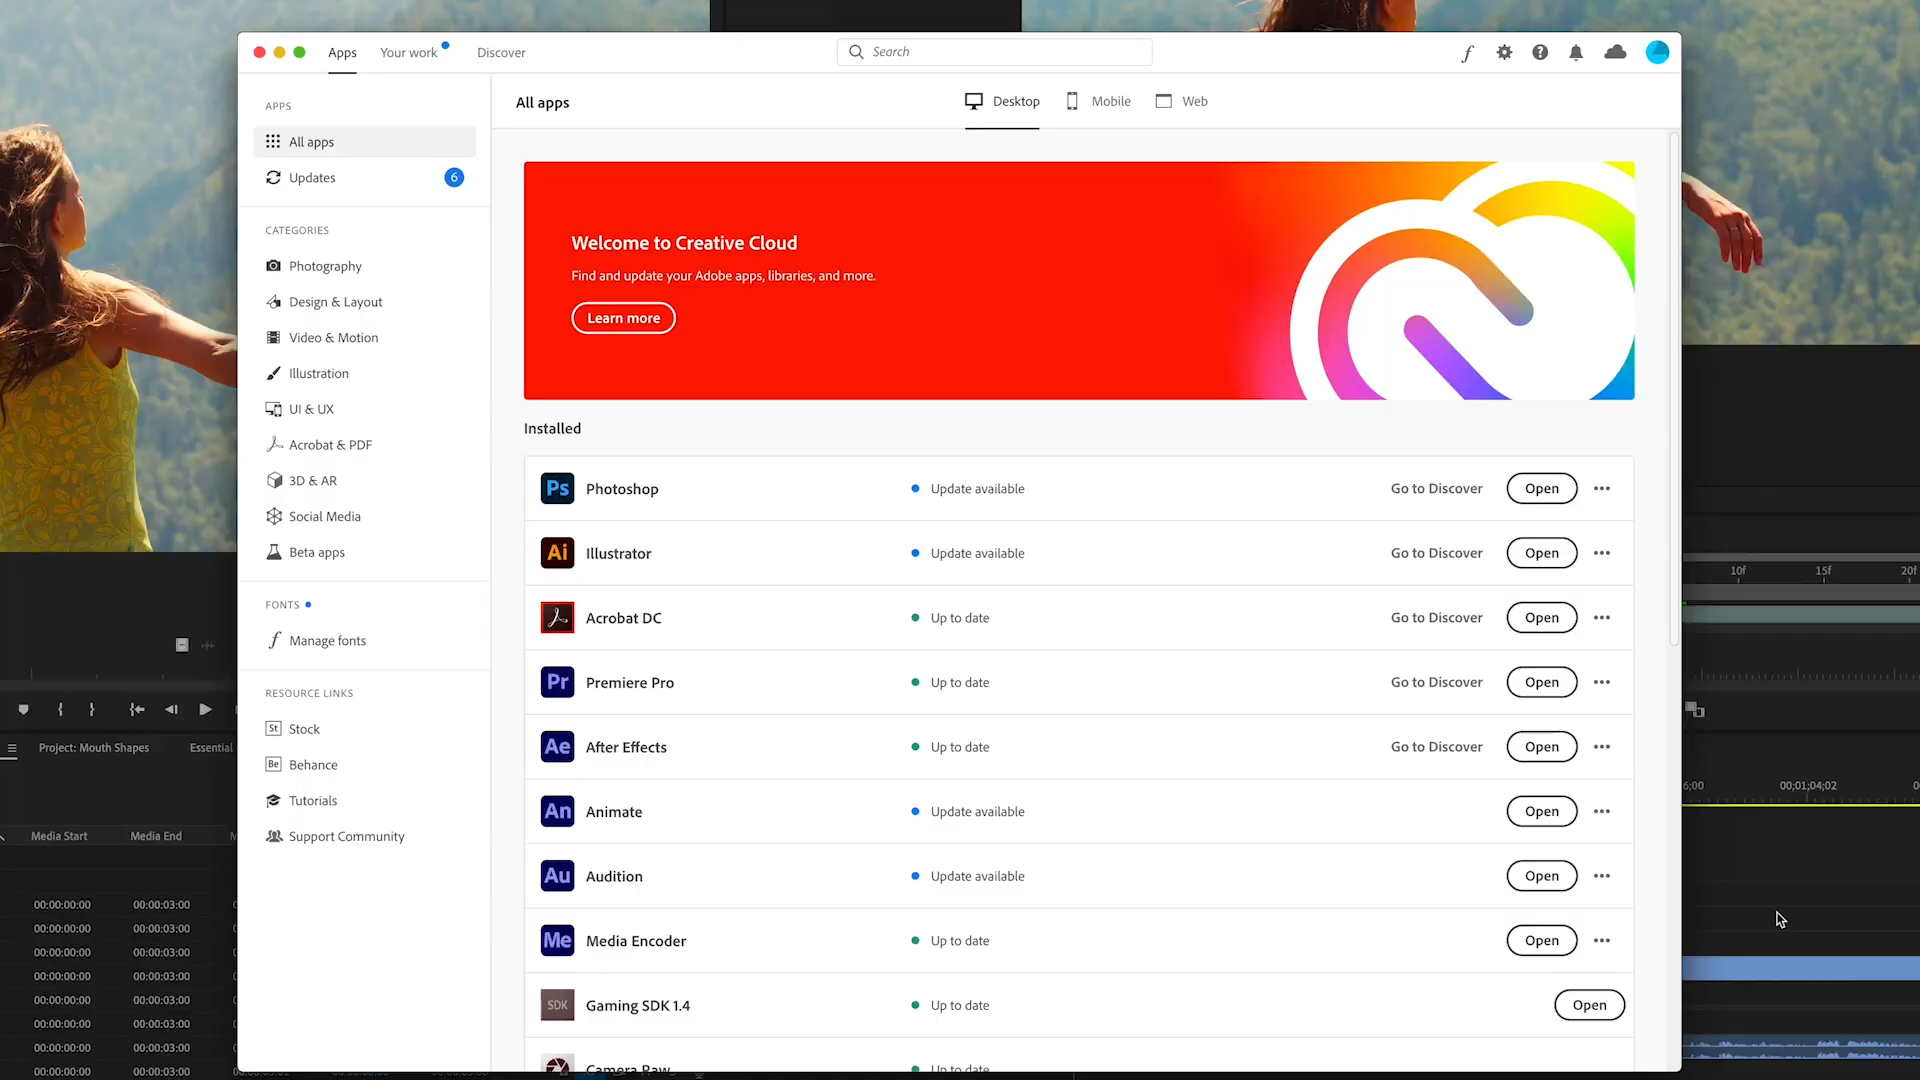 Apps
Your work
Discover
Search
APPS
All apps
Updates
6
CATEGORIES
Photography
Design & Layout
Video & Motion
Illustration
UI & UX
Acrobat & PDF
3D & AR
Social Media
Beta apps
FONTS
Manage fonts
RESOURCE LINKS
St Stock
Be Behance
Tutorials
Support Community
All apps
Desktop
Mobile
Web
Welcome to Creative Cloud
Find and update your Adobe apps, libraries, and more.
Learn more
Installed
Ps Photoshop Update available Go to Discover Open
Ai Illustrator Update available Go to Discover Open
Acrobat DC Up to date Go to Discover Open
Pr Premiere Pro Up to date Go to Discover Open
Ae After Effects Up to date Go to Discover Open
An Animate Update available Open
Au Audition Update available Open
Me Media Encoder Up to date Open
SDK Gaming SDK 1.4 Up to date Open
Camera Raw Up to date
Project: Mouth Shapes
Essential
Media Start Media End
00:00:00:00 00:00:03:00
00:00:00:00 00:00:03:00
00:00:00:00 00:00:03:00
00:00:00:00 00:00:03:00
00:00:00:00 00:00:03:00
00:00:00:00 00:00:03:00
00:00:00:00 00:00:03:00
00:00:00:00 00:00:03:00
10f 15f 20f
6;00 00;01;04;02